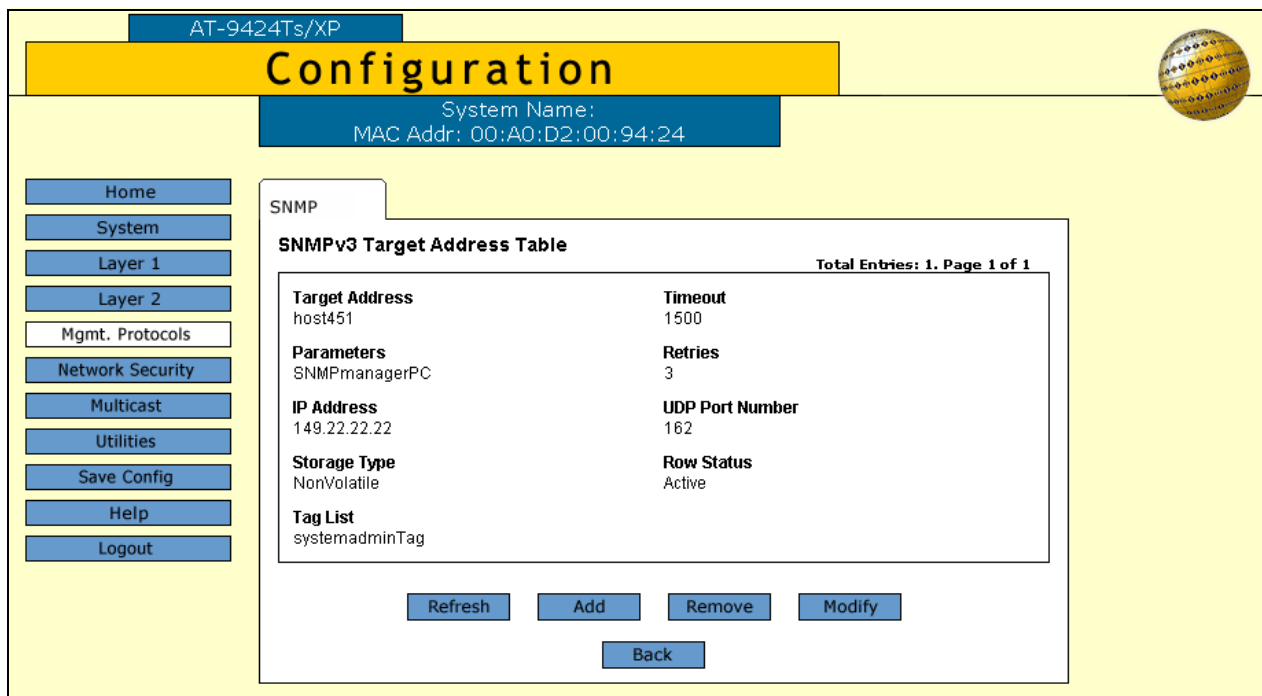 AT-9424Ts/XP
Configuration
System Name:
MAC Addr: 00:A0:D2:00:94:24
Home
System
Layer 1
Layer 2
Mgmt. Protocols
Network Security
Multicast
Utilities
Save Config
Help
Logout
SNMP
SNMPv3 Target Address Table
Total Entries: 1. Page 1 of 1
Target Address
host451
Timeout
1500
Parameters
SNMPmanagerPC
Retries
3
IP Address
149.22.22.22
UDP Port Number
162
Storage Type
NonVolatile
Row Status
Active
Tag List
systemadminTag
Refresh
Add
Remove
Modify
Back